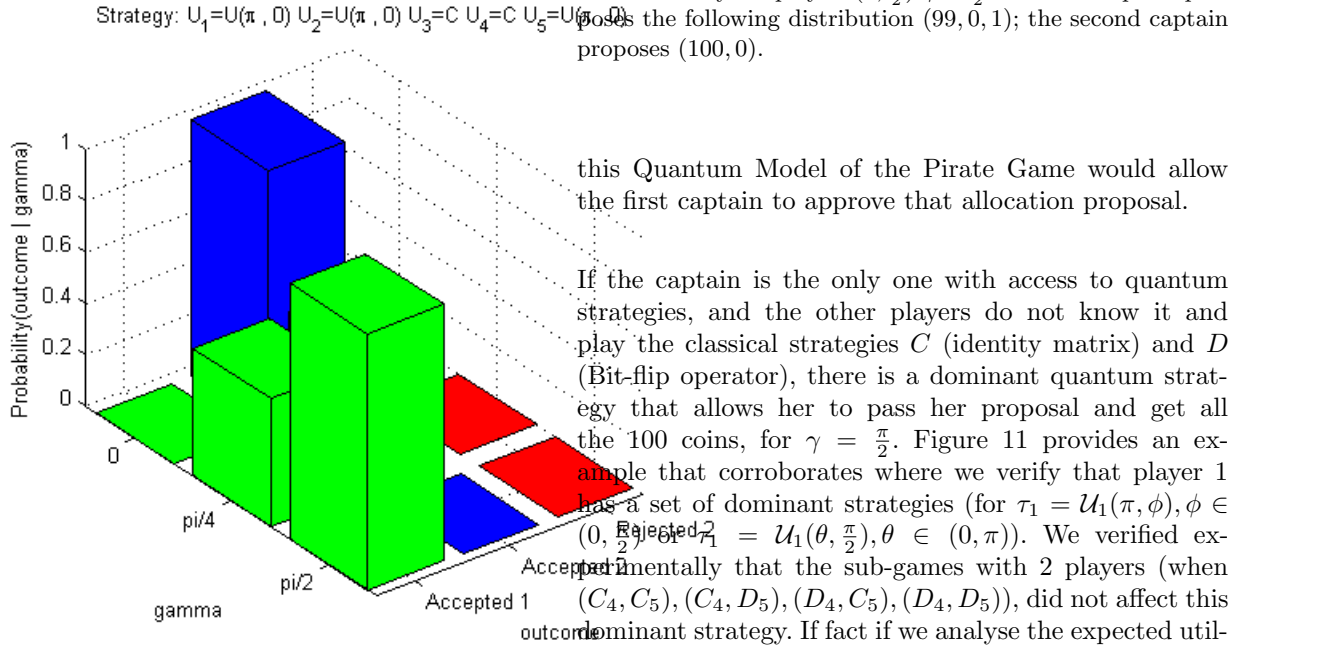 Strategy: U1=U(π , 0) U2=U(π , 0) U3=C U4=C U5=U(π , 0)
Probability(outcome | gamma)
1
0.8
0.6
0.4
0.2
0
0
pi/4
pi/2
gamma
Accepted 1
Accepted 2
Rejected 2
outcome
poses the following distribution (99, 0, 1); the second captain
proposes (100, 0).
this Quantum Model of the Pirate Game would allow
the first captain to approve that allocation proposal.
If the captain is the only one with access to quantum
strategies, and the other players do not know it and
play the classical strategies C (identity matrix) and D
(Bit-flip operator), there is a dominant quantum strat-
egy that allows her to pass her proposal and get all
the 100 coins, for γ = π/2. Figure 11 provides an ex-
ample that corroborates where we verify that player 1
has a set of dominant strategies (for τ1 = U1(π, ϕ), ϕ ∈
(0, π/2) or τ1 = U1(θ, π/2), θ ∈ (0, π)). We verified ex-
perimentally that the sub-games with 2 players (when
(C4, C5), (C4, D5), (D4, C5), (D4, D5)), did not affect this
dominant strategy. If fact if we analyse the expected util-